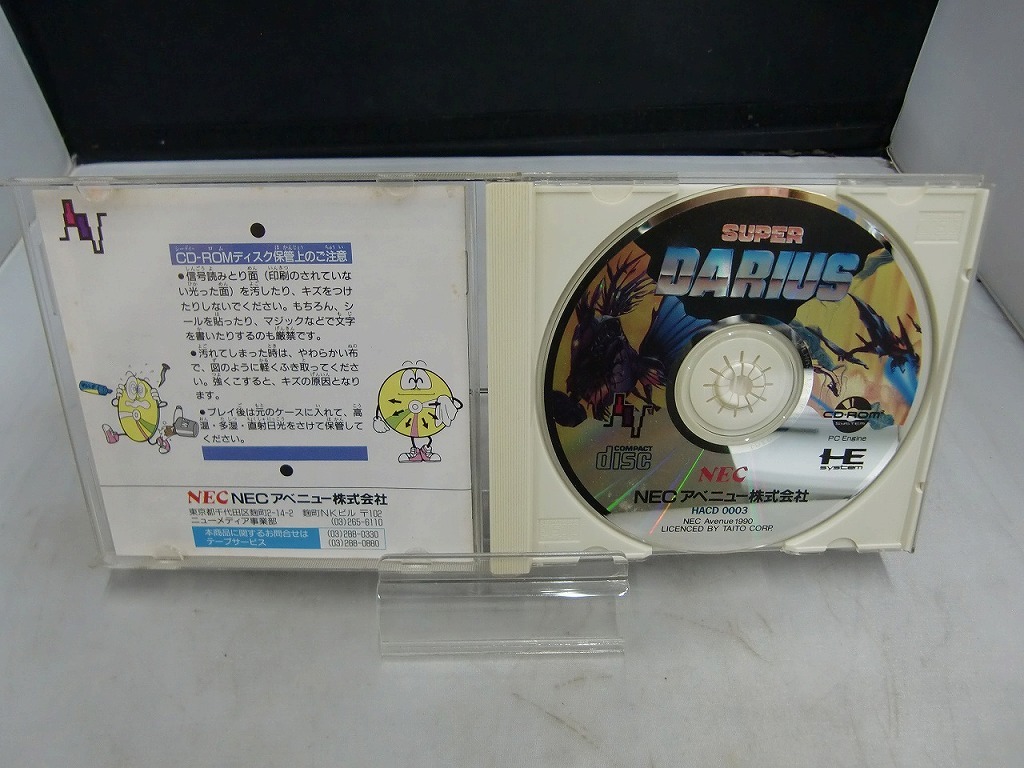 CD-ROMディスク保管上のご注意
●信号読みとり面(印刷のされていな
い光った面)を汚したり、キズをつけ
たりしないでください。もちろん、シ
ールを貼ったり、マジックなどで文字
を書いたりするのも厳禁です。
●汚れてしまった時は、やわらかい布
で、図のように軽くふき取ってくださ
い。強くこすると、キズの原因となり
ます。
●プレイ後は元のケースに入れて、高
温・多湿・直射日光をさけて保管して
ください。
NEC NECアベニュー株式会社
東京都千代田区麹町2-14-2 麹町NKビル 〒102
ニューメディア事業部 (03)265-6110
本商品に関するお問合せは (03)288-0330
テープサービス (03)288-0880
SUPER
DARIUS
COMPACT
disc
CD-ROM²
SYSTEM
PC Engine
HE
system
NEC
NECアベニュー株式会社
HACD 0003
NEC Avenue 1990
LICENCED BY TAITO CORP.